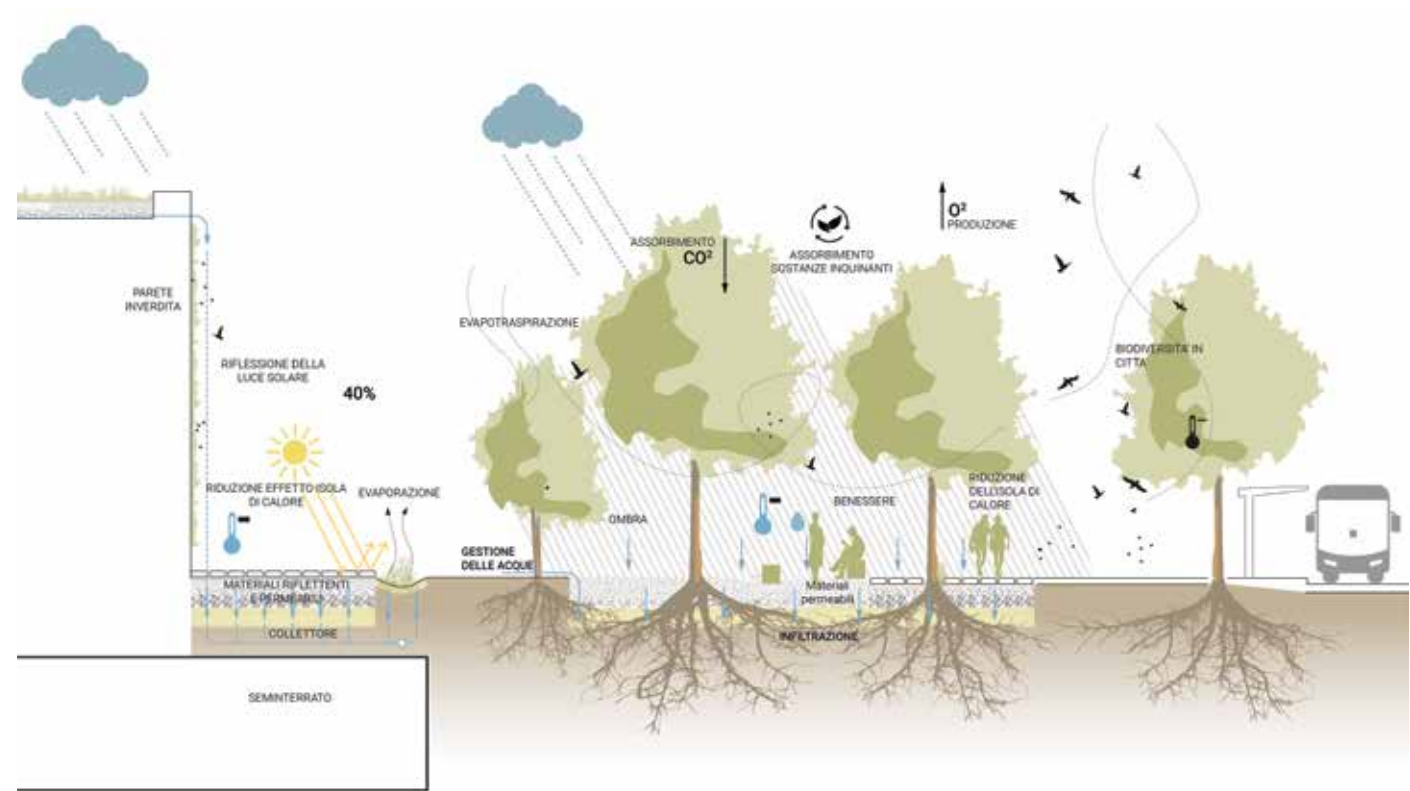 PARETE
INVERDITA
RIFLESSIONE DELLA
LUCE SOLARE
40%
RIDUZIONE EFFETTO ISOLA
DI CALORE
EVAPORAZIONE
MATERIALI RIFLETTENTI
E PERMEABILI
COLLETTORE
SEMINTERRATO
GESTIONE
DELLE ACQUE
EVAPOTRASPIRAZIONE
OMBRA
ASSORBIMENTO
CO²
ASSORBIMENTO
SOSTANZE INQUINANTI
O²
PRODUZIONE
BENESSERE
RIDUZIONE
DELL'ISOLA DI
CALORE
Materiali
permeabili
INFILTRAZIONE
BIODIVERSITA' IN
CITTA'